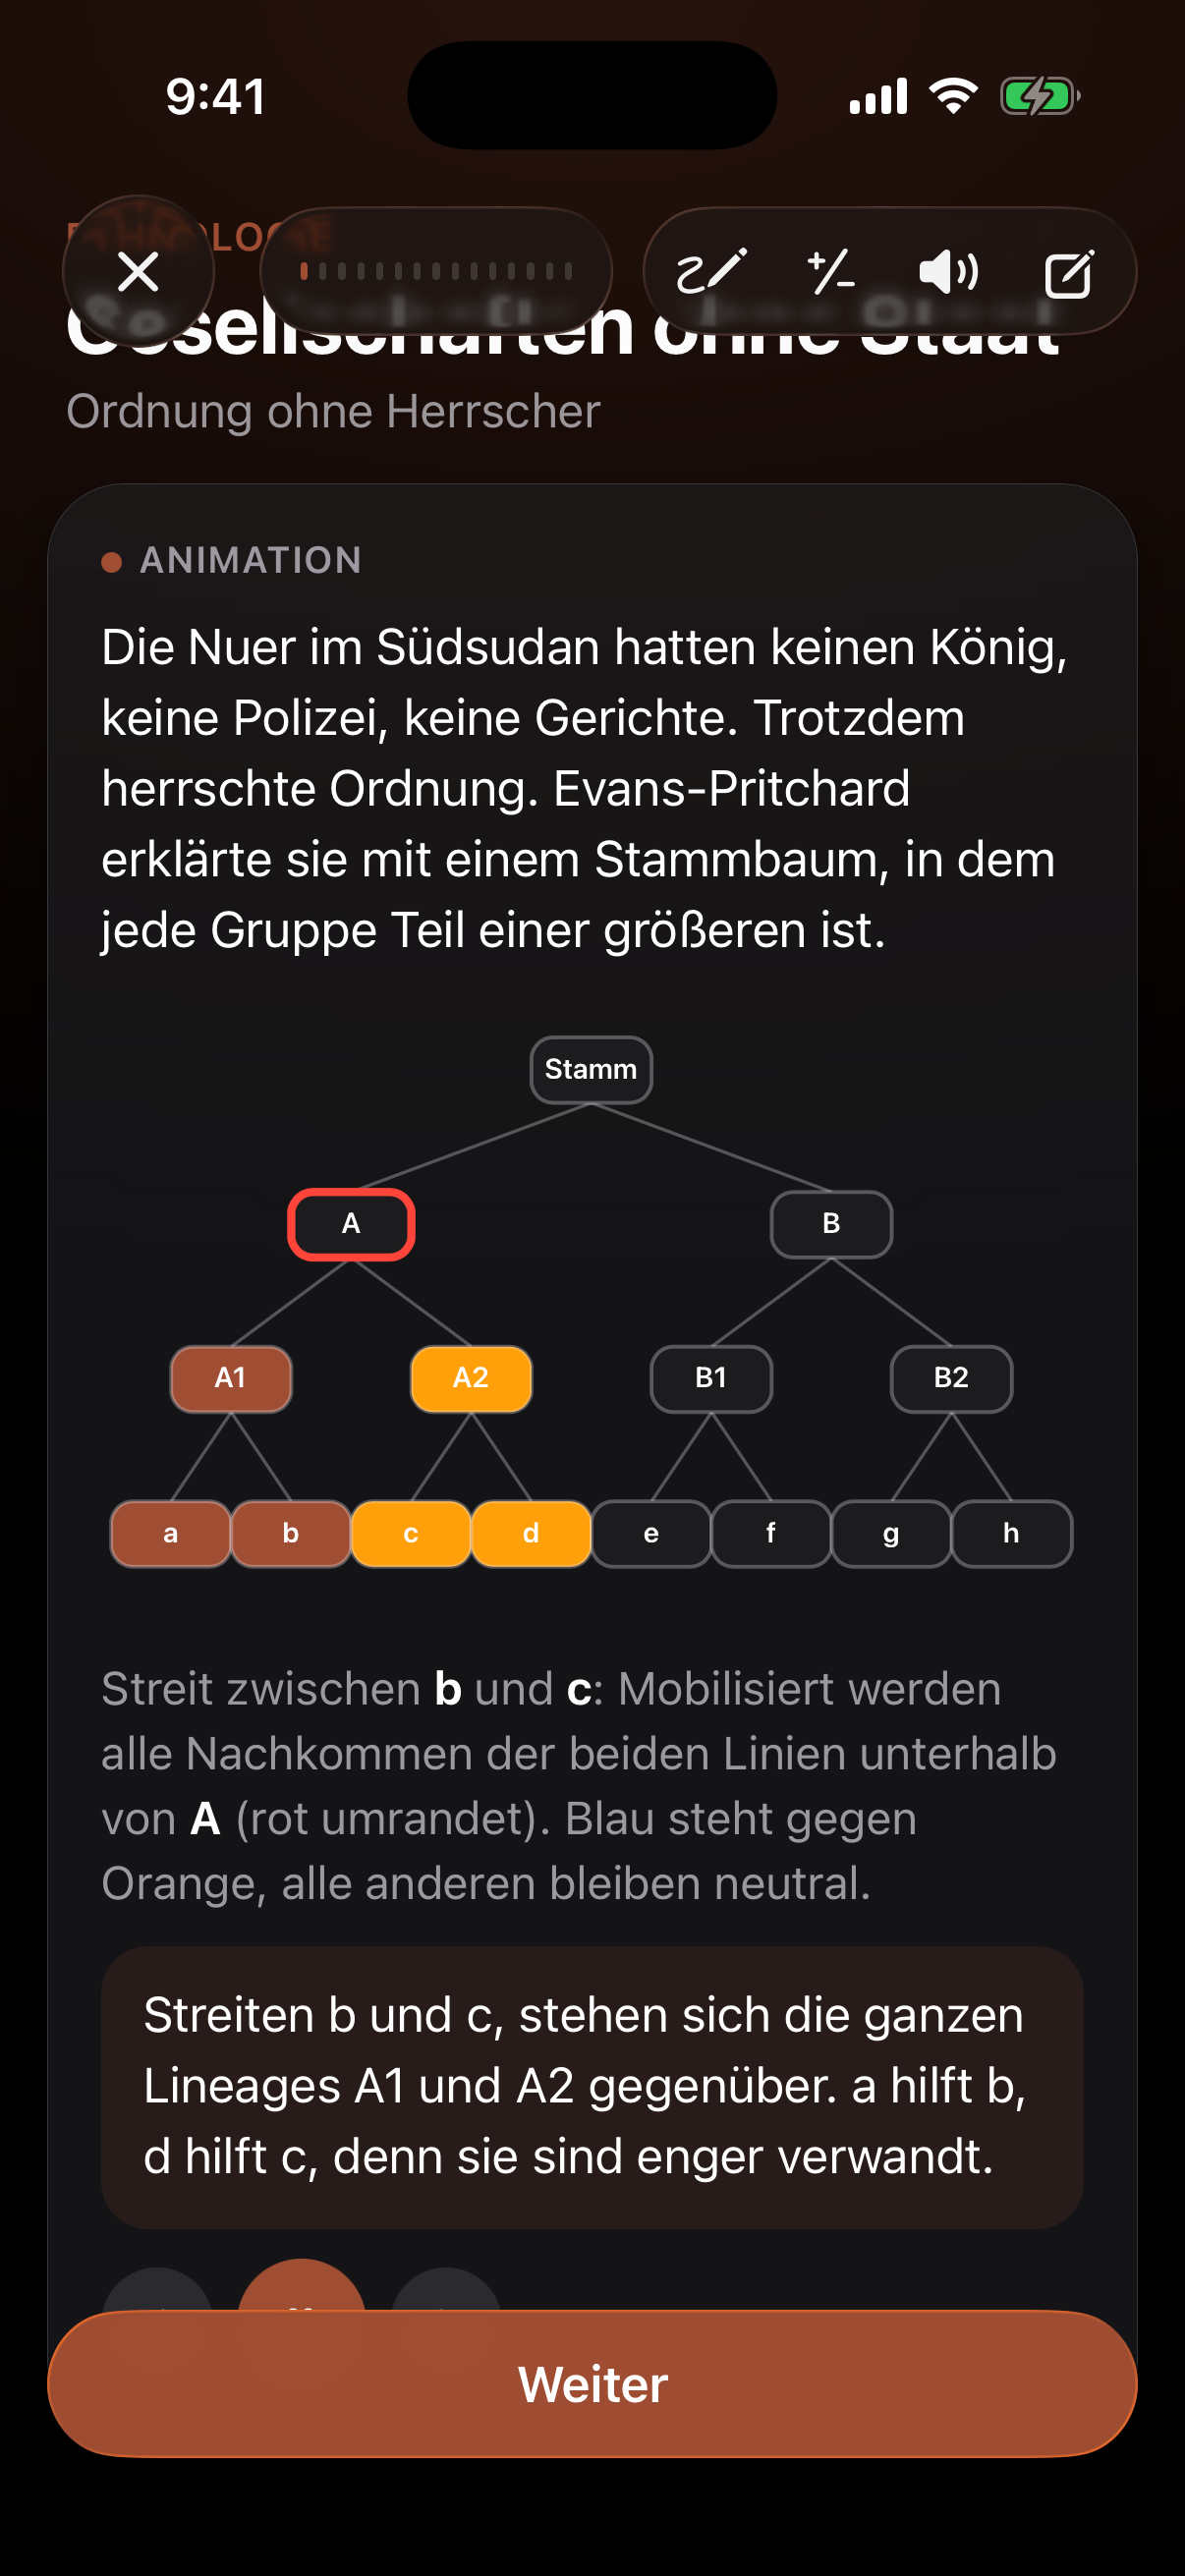 9:41
ETHNOLOGIE
Gesellschaften ohne Staat
Ordnung ohne Herrscher
ANIMATION
Die Nuer im Südsudan hatten keinen König,
keine Polizei, keine Gerichte. Trotzdem
herrschte Ordnung. Evans-Pritchard
erklärte sie mit einem Stammbaum, in dem
jede Gruppe Teil einer größeren ist.
Stamm
A B
A1 A2 B1 B2
a b c d e f g h
Streit zwischen b und c: Mobilisiert werden
alle Nachkommen der beiden Linien unterhalb
von A (rot umrandet). Blau steht gegen
Orange, alle anderen bleiben neutral.
Streiten b und c, stehen sich die ganzen
Lineages A1 und A2 gegenüber. a hilft b,
d hilft c, denn sie sind enger verwandt.
Weiter